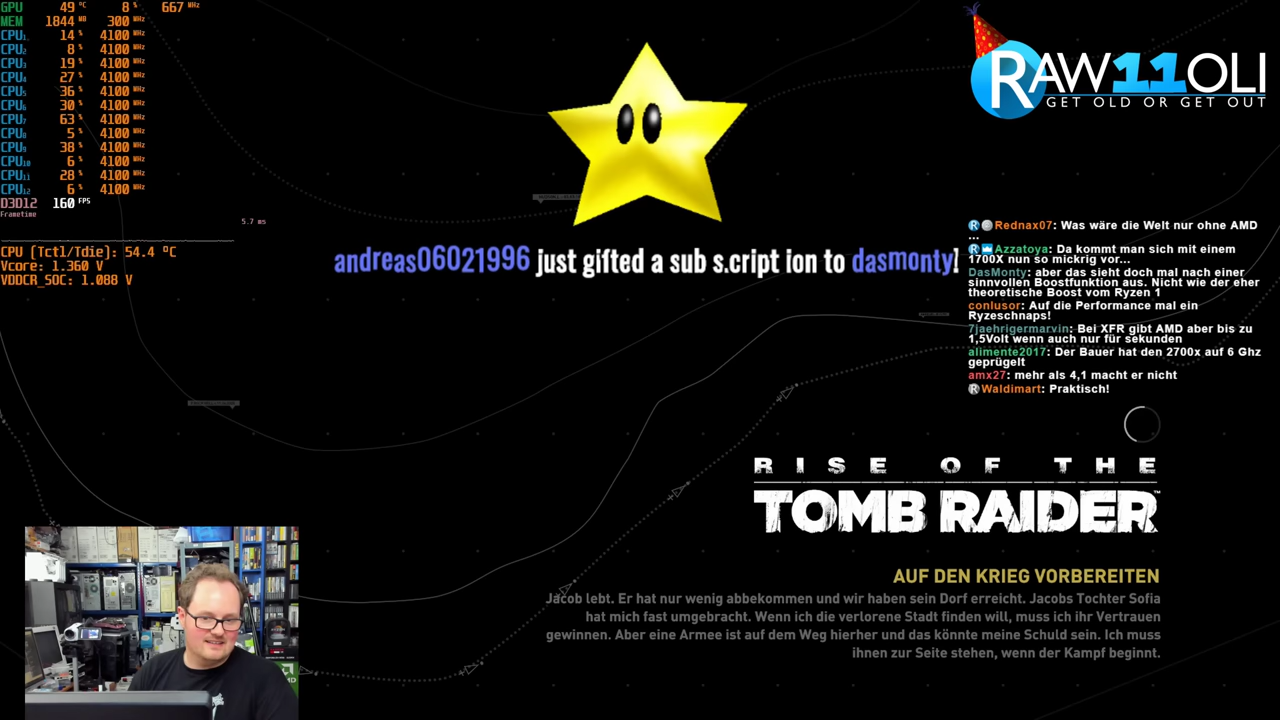 GPU 49 °C 8 % 667 MHz
MEM 1844 MB 300 MHz
CPU1 14 % 4100 MHz
CPU2 8 % 4100 MHz
CPU3 19 % 4100 MHz
CPU4 27 % 4100 MHz
CPU5 36 % 4100 MHz
CPU6 30 % 4100 MHz
CPU7 63 % 4100 MHz
CPU8 5 % 4100 MHz
CPU9 38 % 4100 MHz
CPU10 6 % 4100 MHz
CPU11 28 % 4100 MHz
CPU12 6 % 4100 MHz
D3D12 160 FPS
Frametime
5.7 ms
CPU (Tctl/Tdie): 54.4 °C
Vcore: 1.360 V
VDDCR_SOC: 1.088 V
andreas06021996 just gifted a sub s.cript ion to dasmonty!
RAW11OLI
GET OLD OR GET OUT
Rednax07: Was wäre die Welt nur ohne AMD
...
Azzatoya: Da kommt man sich mit einem
1700X nun so mickrig vor...
DasMonty: aber das sieht doch mal nach einer
sinnvollen Boostfunktion aus. Nicht wie der eher
theoretische Boost vom Ryzen 1
conlusor: Auf die Performance mal ein
Ryzeschnaps!
7jaehrigermarvin: Bei XFR gibt AMD aber bis zu
1,5Volt wenn auch nur für sekunden
alimente2017: Der Bauer hat den 2700x auf 6 Ghz
geprügelt
amx27: mehr als 4,1 macht er nicht
Waldimart: Praktisch!
RISE OF THE
TOMB RAIDER™
AUF DEN KRIEG VORBEREITEN
Jacob lebt. Er hat nur wenig abbekommen und wir haben sein Dorf erreicht. Jacobs Tochter Sofia
hat mich fast umgebracht. Wenn ich die verlorene Stadt finden will, muss ich ihr Vertrauen
gewinnen. Aber eine Armee ist auf dem Weg hierher und das könnte meine Schuld sein. Ich muss
ihnen zur Seite stehen, wenn der Kampf beginnt.